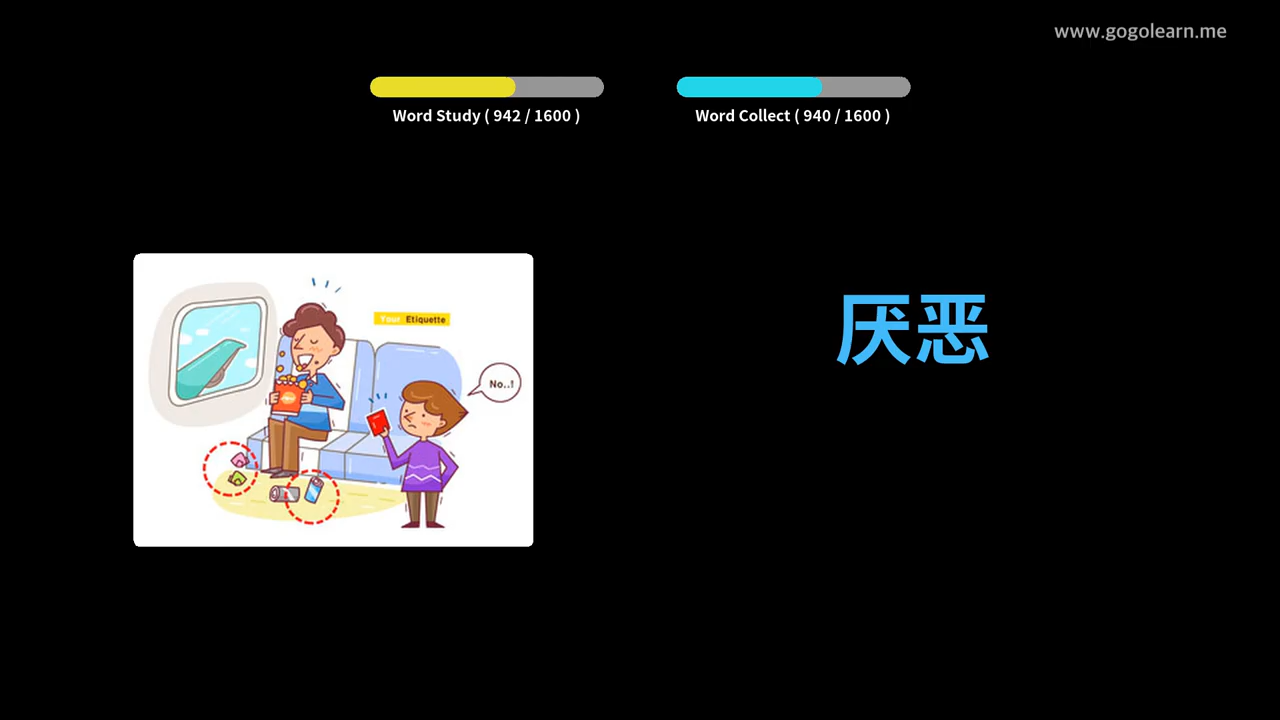 www.gogolearn.me
Word Study ( 942 / 1600 )
Word Collect ( 940 / 1600 )
Your Etiquette
No..!
厌恶